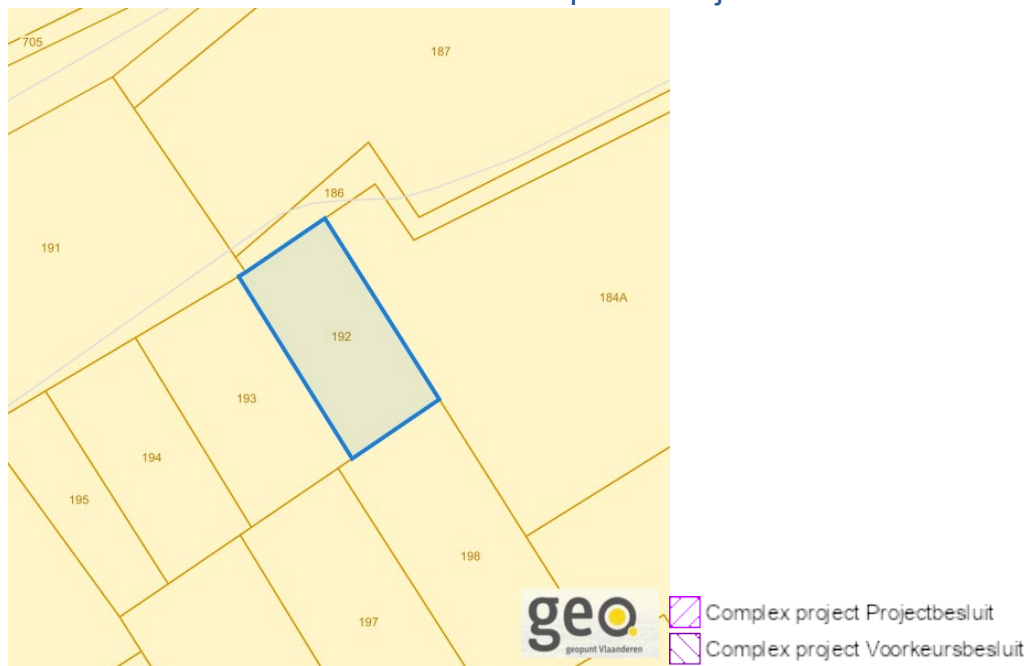 705
187
186
191
184A
192
193
194
195
198
197
geo.
geopunt Vlaanderen
Complex project Projectbesluit
Complex project Voorkeursbesluit